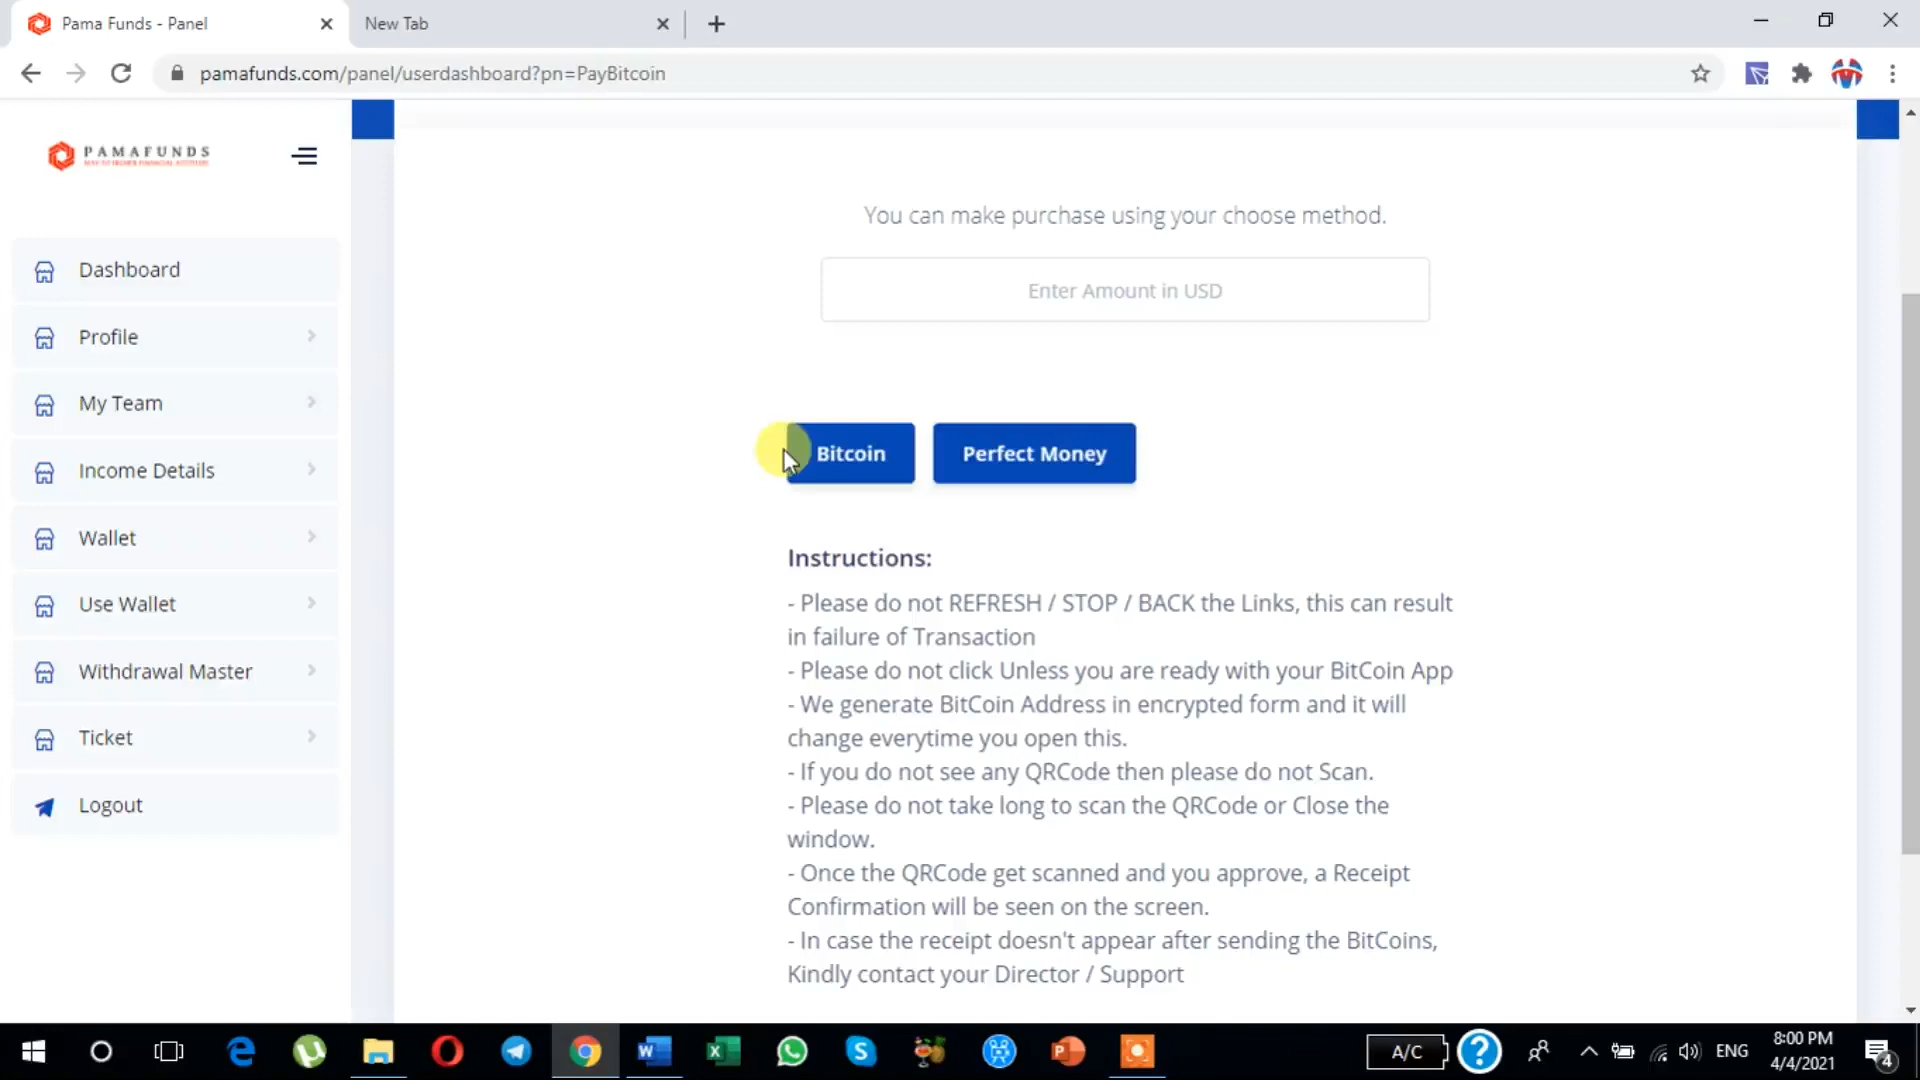 Pama Funds - Panel
New Tab
pamafunds.com/panel/userdashboard?pn=PayBitcoin
PAMAFUNDS
Dashboard
Profile
My Team
Income Details
Wallet
Use Wallet
Withdrawal Master
Ticket
Logout
You can make purchase using your choose method.
Enter Amount in USD
Bitcoin
Perfect Money
Instructions:
- Please do not REFRESH / STOP / BACK the Links, this can result
in failure of Transaction
- Please do not click Unless you are ready with your BitCoin App
- We generate BitCoin Address in encrypted form and it will
change everytime you open this.
- If you do not see any QRCode then please do not Scan.
- Please do not take long to scan the QRCode or Close the
window.
- Once the QRCode get scanned and you approve, a Receipt
Confirmation will be seen on the screen.
- In case the receipt doesn't appear after sending the BitCoins,
Kindly contact your Director / Support
A/C
ENG
8:00 PM
4/4/2021
4